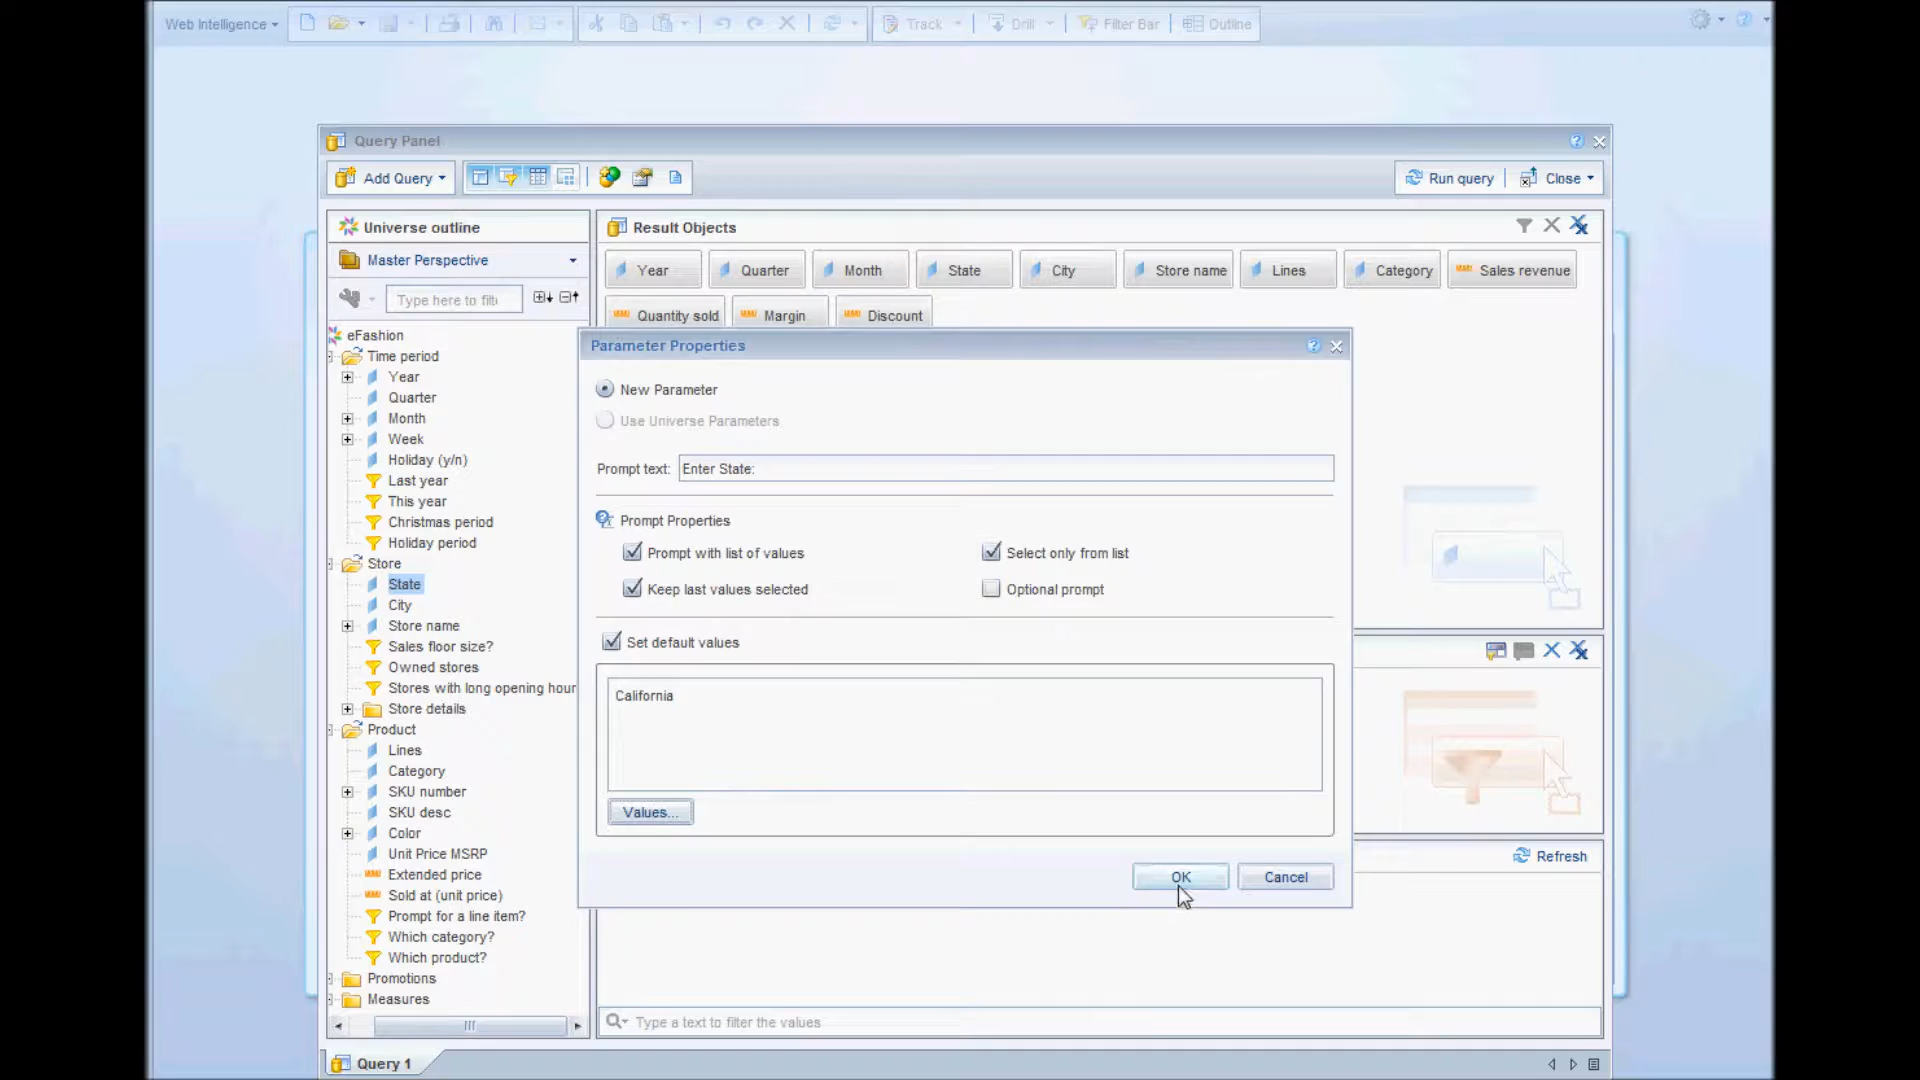 Web Intelligence
Track
Drill
Filter Bar
Outline
Query Panel
Add Query
Run query
Close
Universe outline
Result Objects
Master Perspective
Year
Quarter
Month
State
City
Store name
Lines
Category
Sales revenue
Type here to filt
Quantity sold
Margin
Discount
eFashion
Time period
Year
Quarter
Month
Week
Holiday (y/n)
Last year
This year
Christmas period
Holiday period
Store
State
City
Store name
Sales floor size?
Owned stores
Stores with long opening hour
Store details
Product
Lines
Category
SKU number
SKU desc
Color
Unit Price MSRP
Extended price
Sold at (unit price)
Prompt for a line item?
Which category?
Which product?
Promotions
Measures
Parameter Properties
New Parameter
Use Universe Parameters
Prompt text: Enter State:
Prompt Properties
Prompt with list of values
Select only from list
Keep last values selected
Optional prompt
Set default values
California
Values...
OK
Cancel
Refresh
Type a text to filter the values
Query 1